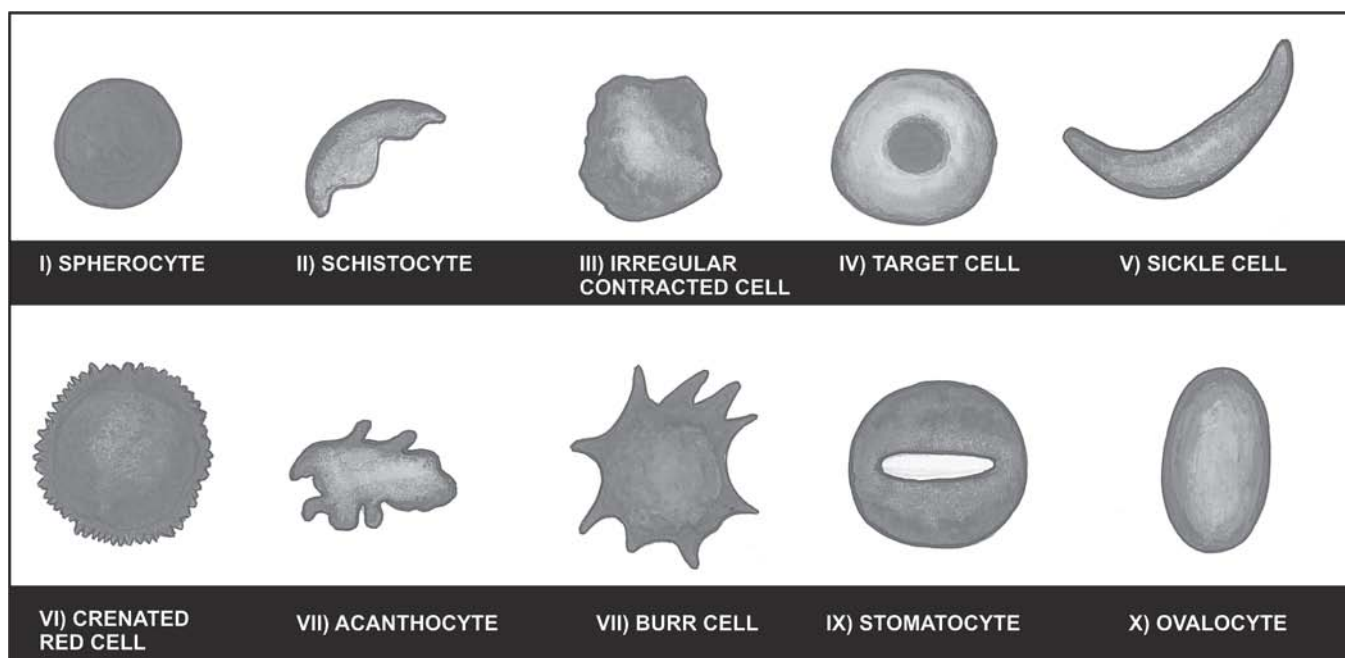 I) SPHEROCYTE
II) SCHISTOCYTE
III) IRREGULAR
CONTRACTED CELL
IV) TARGET CELL
V) SICKLE CELL
VI) CRENATED
RED CELL
VII) ACANTHOCYTE
VII) BURR CELL
IX) STOMATOCYTE
X) OVALOCYTE